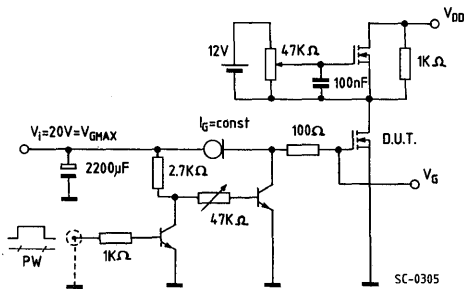 V_DD
12V
47KΩ
100nF
1KΩ
V_i=20V=V_GMAX
I_G=const
100Ω
D.U.T.
2200µF
2.7KΩ
V_G
47KΩ
1KΩ
PW
SC-0305